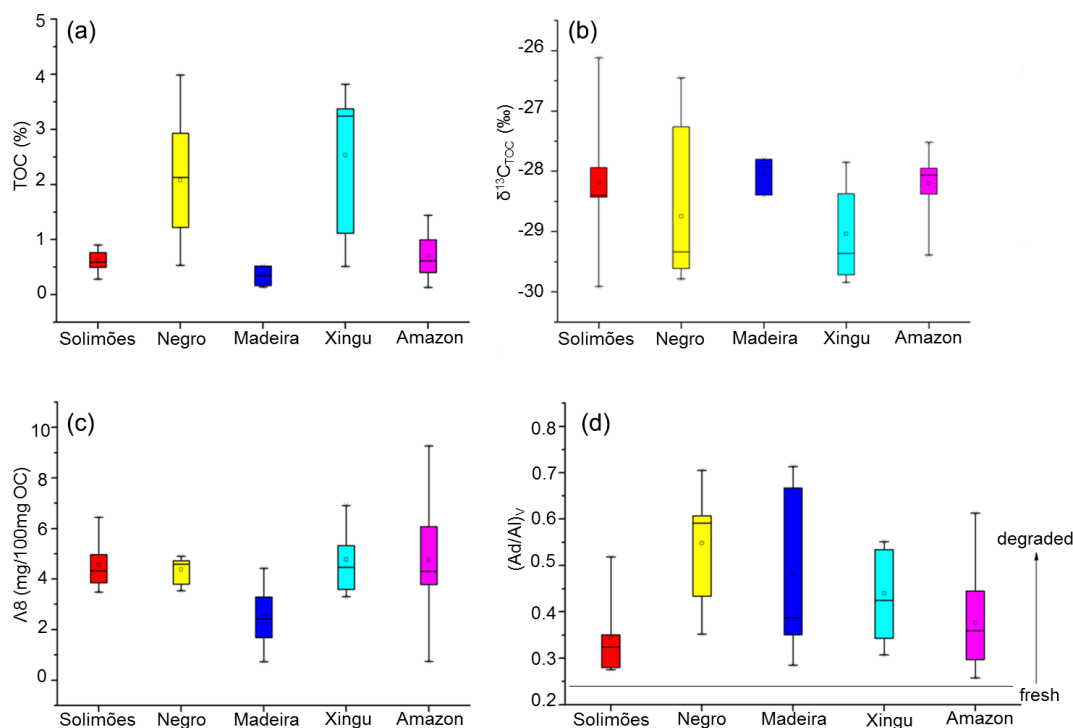 (a)
TOC (%)
5
4
3
2
1
0
Solimões Negro Madeira Xingu Amazon
(b)
δ13CTOC (‰)
-26
-27
-28
-29
-30
Solimões Negro Madeira Xingu Amazon
(c)
Λ8 (mg/100mg OC)
10
8
6
4
2
0
Solimões Negro Madeira Xingu Amazon
(d)
(Ad/Al)V
0.8
0.7
0.6
0.5
0.4
0.3
0.2
degraded
fresh
Solimões Negro Madeira Xingu Amazon